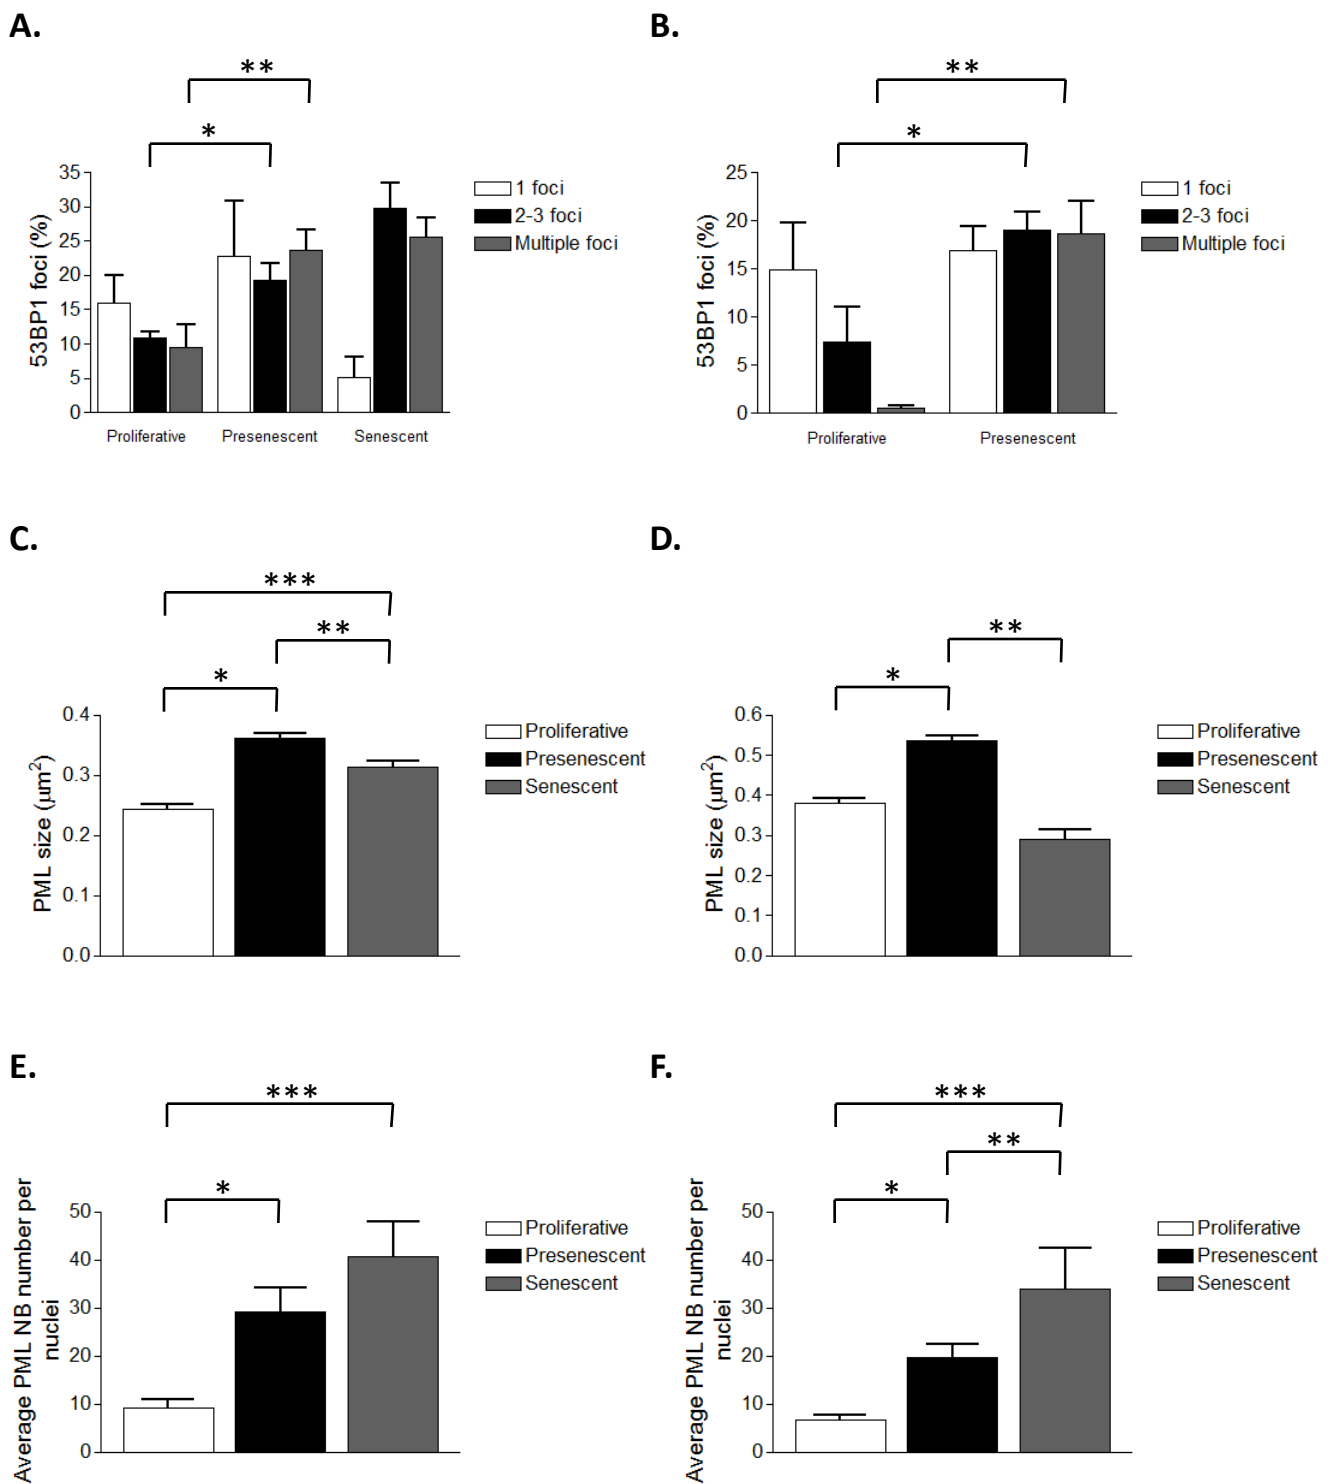 A.
**
*
35
30
25
20
15
10
5
0
53BP1 foci (%)
Proliferative
Presenescent
Senescent
1 foci
2-3 foci
Multiple foci
B.
**
*
25
20
15
10
5
0
53BP1 foci (%)
Proliferative
Presenescent
1 foci
2-3 foci
Multiple foci
C.
***
**
*
0.4
0.3
0.2
0.1
0.0
PML size (μm²)
Proliferative
Presenescent
Senescent
D.
**
*
0.6
0.5
0.4
0.3
0.2
0.1
0.0
PML size (μm²)
Proliferative
Presenescent
Senescent
E.
***
*
50
40
30
20
10
0
Average PML NB number per
nuclei
Proliferative
Presenescent
Senescent
F.
***
**
*
50
40
30
20
10
0
Average PML NB number per
nuclei
Proliferative
Presenescent
Senescent